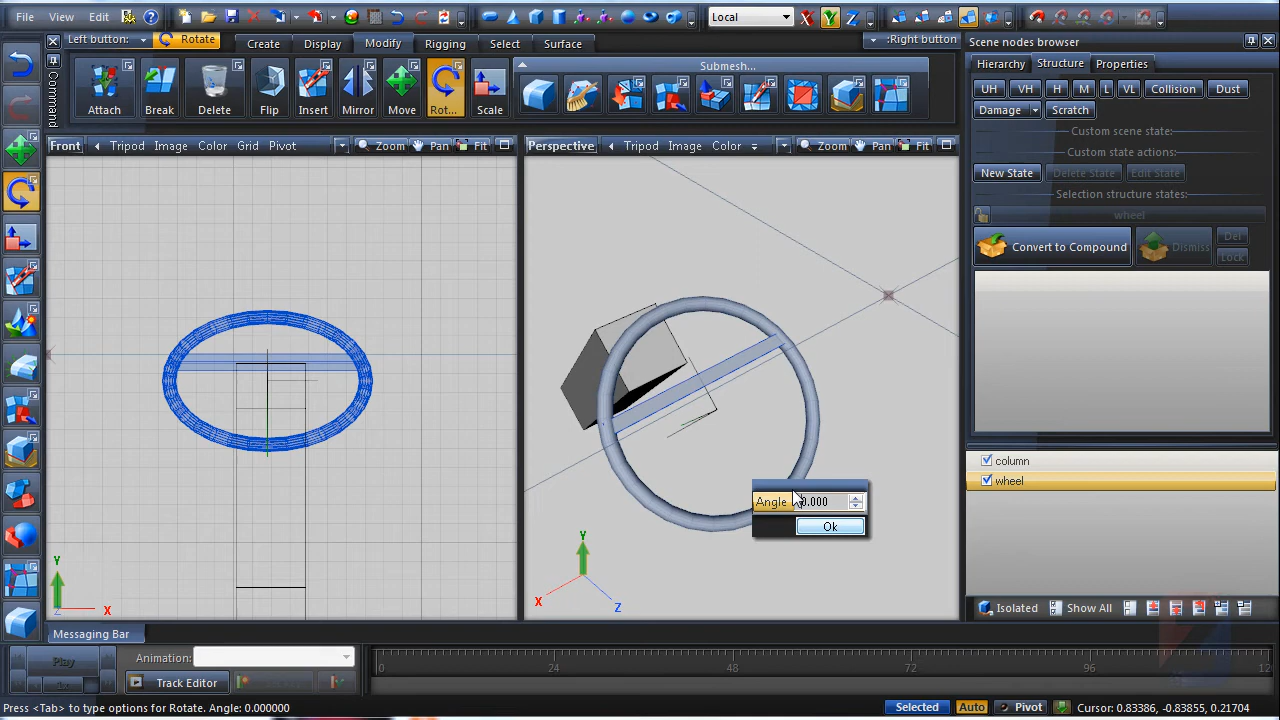 File View Edit Local X Y Z
Left button: Rotate Create Display Modify Rigging Select Surface :Right button
Command
Attach Break Delete Flip Insert Mirror Move Rot... Scale
Submesh...
Front Tripod Image Color Grid Pivot Zoom Pan Fit
Perspective Tripod Image Color Zoom Pan Fit
Y
Z X
Y
X Z
Angle 0.000
Ok
Scene nodes browser
Hierarchy Structure Properties
UH VH H M L VL Collision Dust
Damage Scratch
Custom scene state:
Custom state actions:
New State Delete State Edit State
Selection structure states:
wheel
Convert to Compound Dismiss Del
Lock
column
wheel
Isolated Show All
Messaging Bar
Play Animation:
1x Track Editor
0 24 48 72 96 12
Press <Tab> to type options for Rotate. Angle: 0.000000 Selected Auto Pivot Cursor: 0.83386, -0.83855, 0.21704